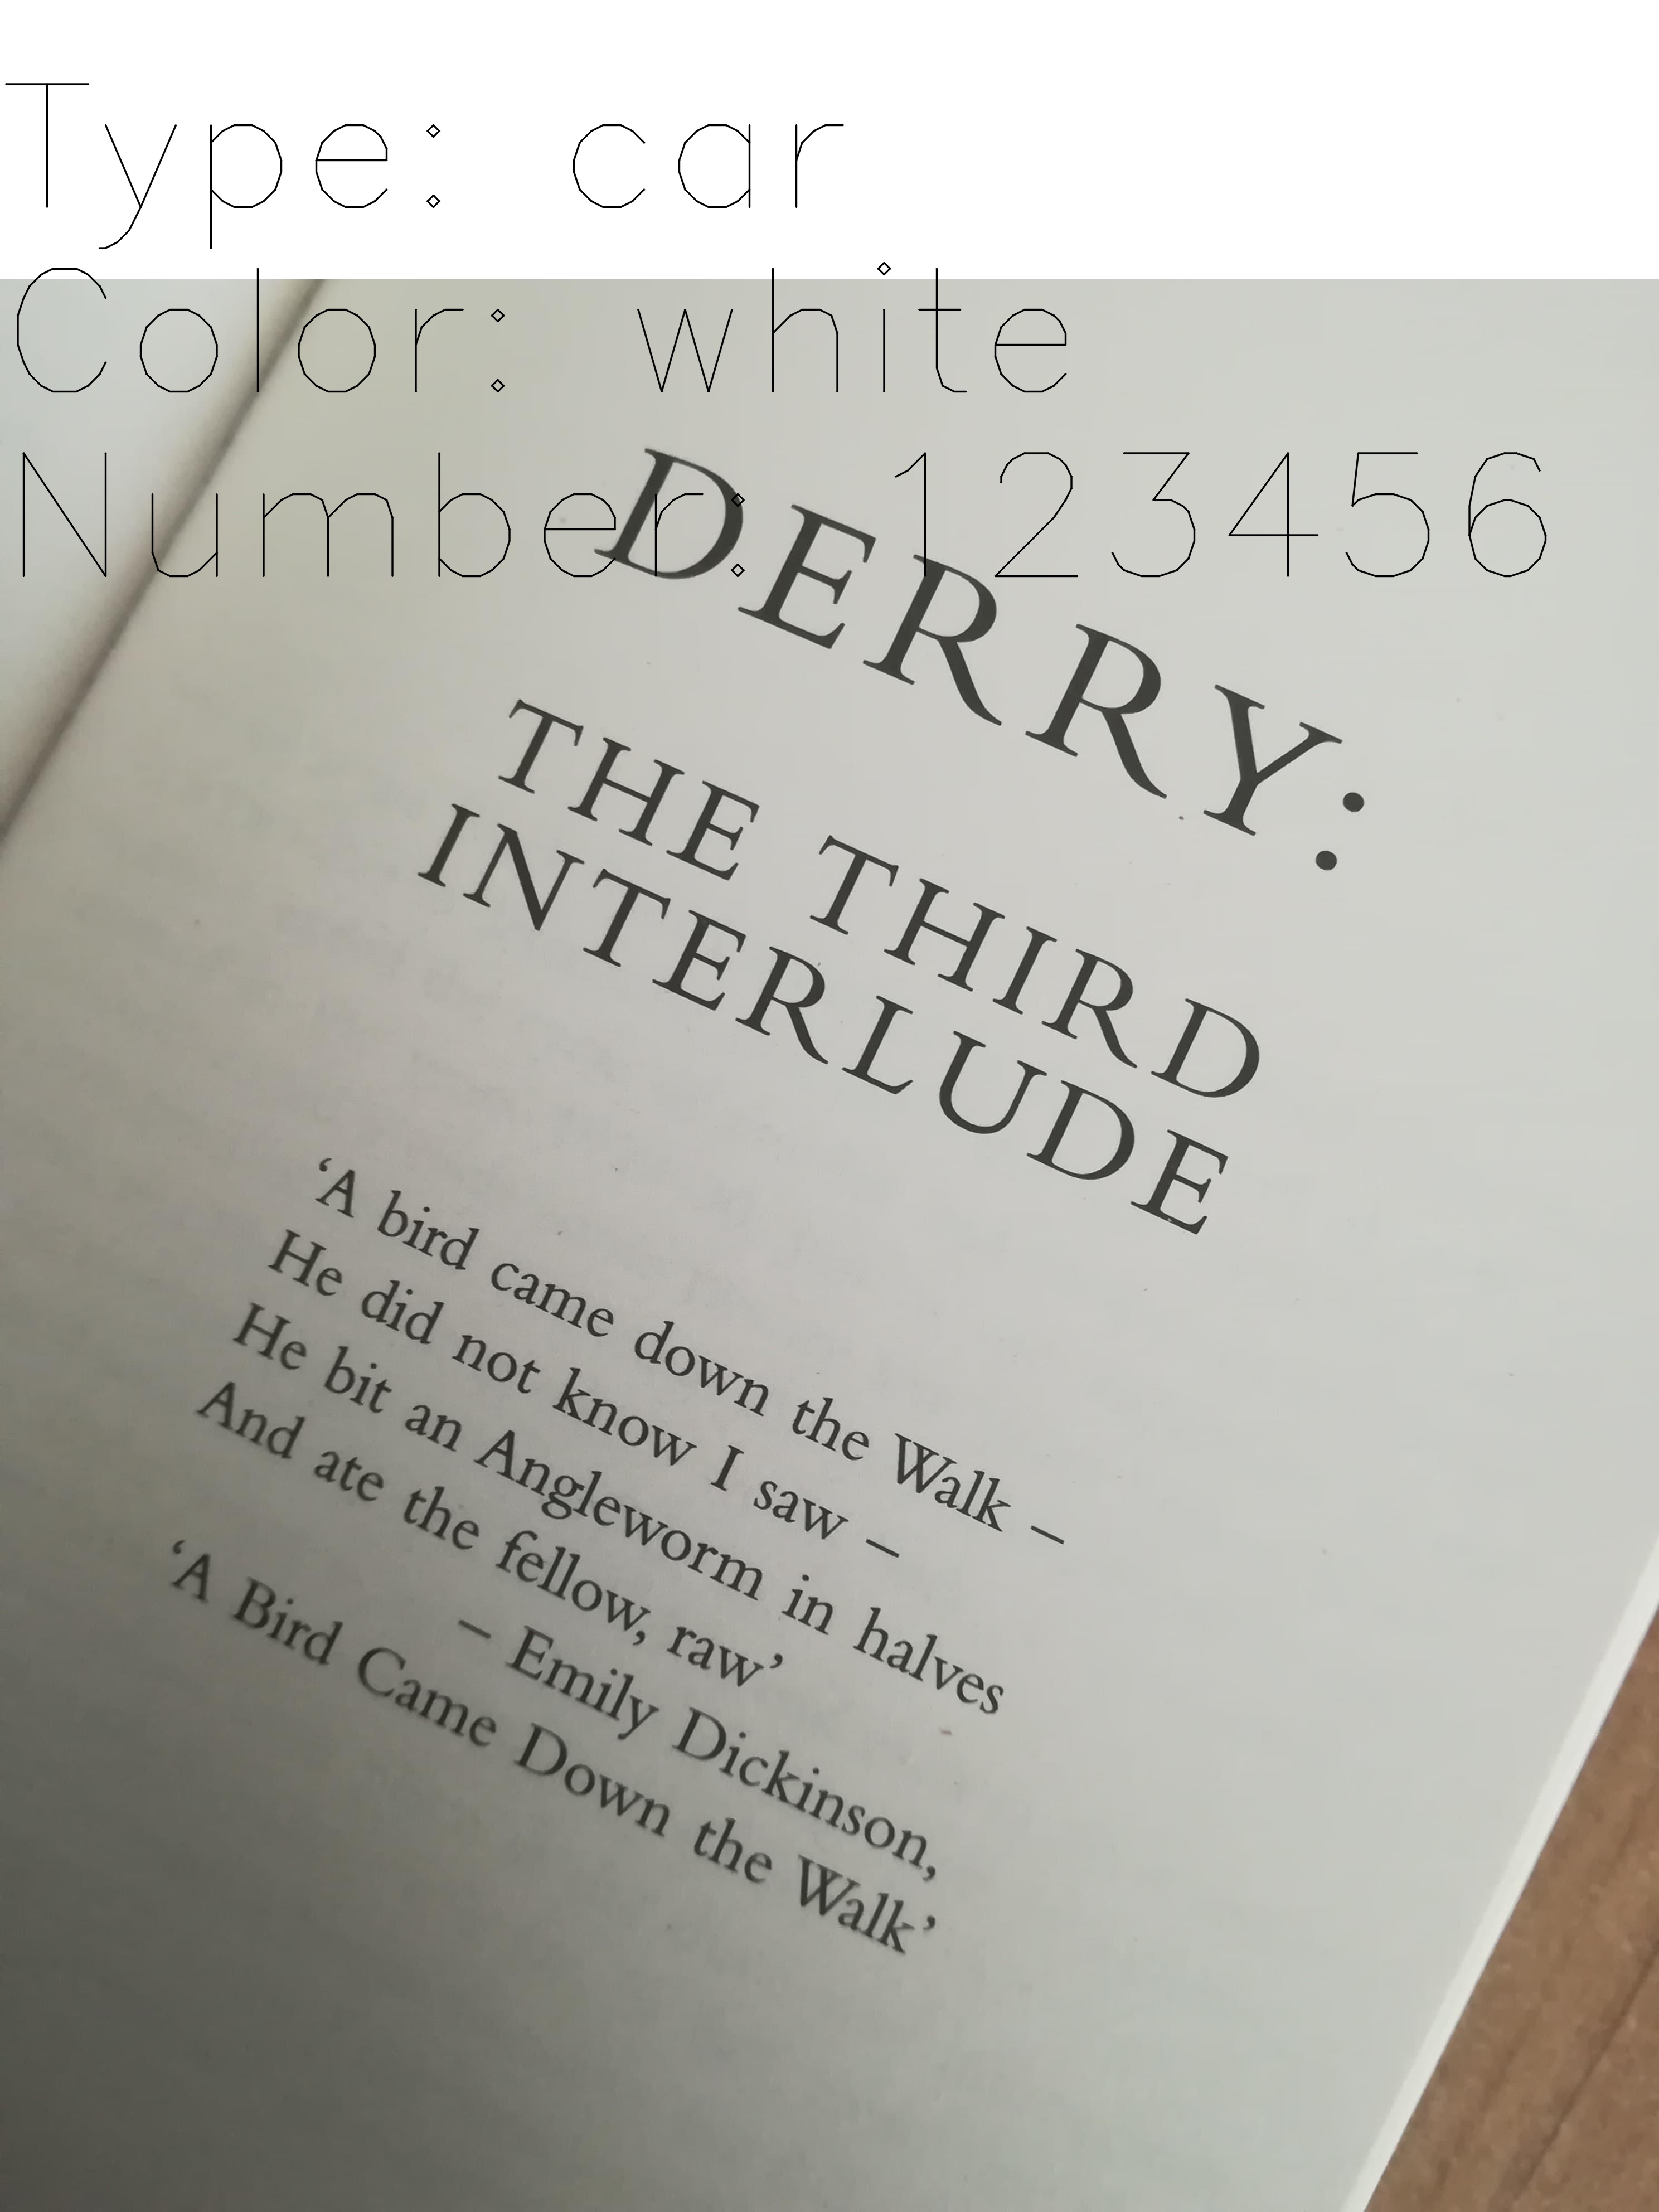 Type: car
Color: white
Number: 123456
DERRY:
THE THIRD
INTERLUDE
‘A bird came down the Walk –
He did not know I saw –
He bit an Angleworm in halves
And ate the fellow, raw’
– Emily Dickinson,
‘A Bird Came Down the Walk’